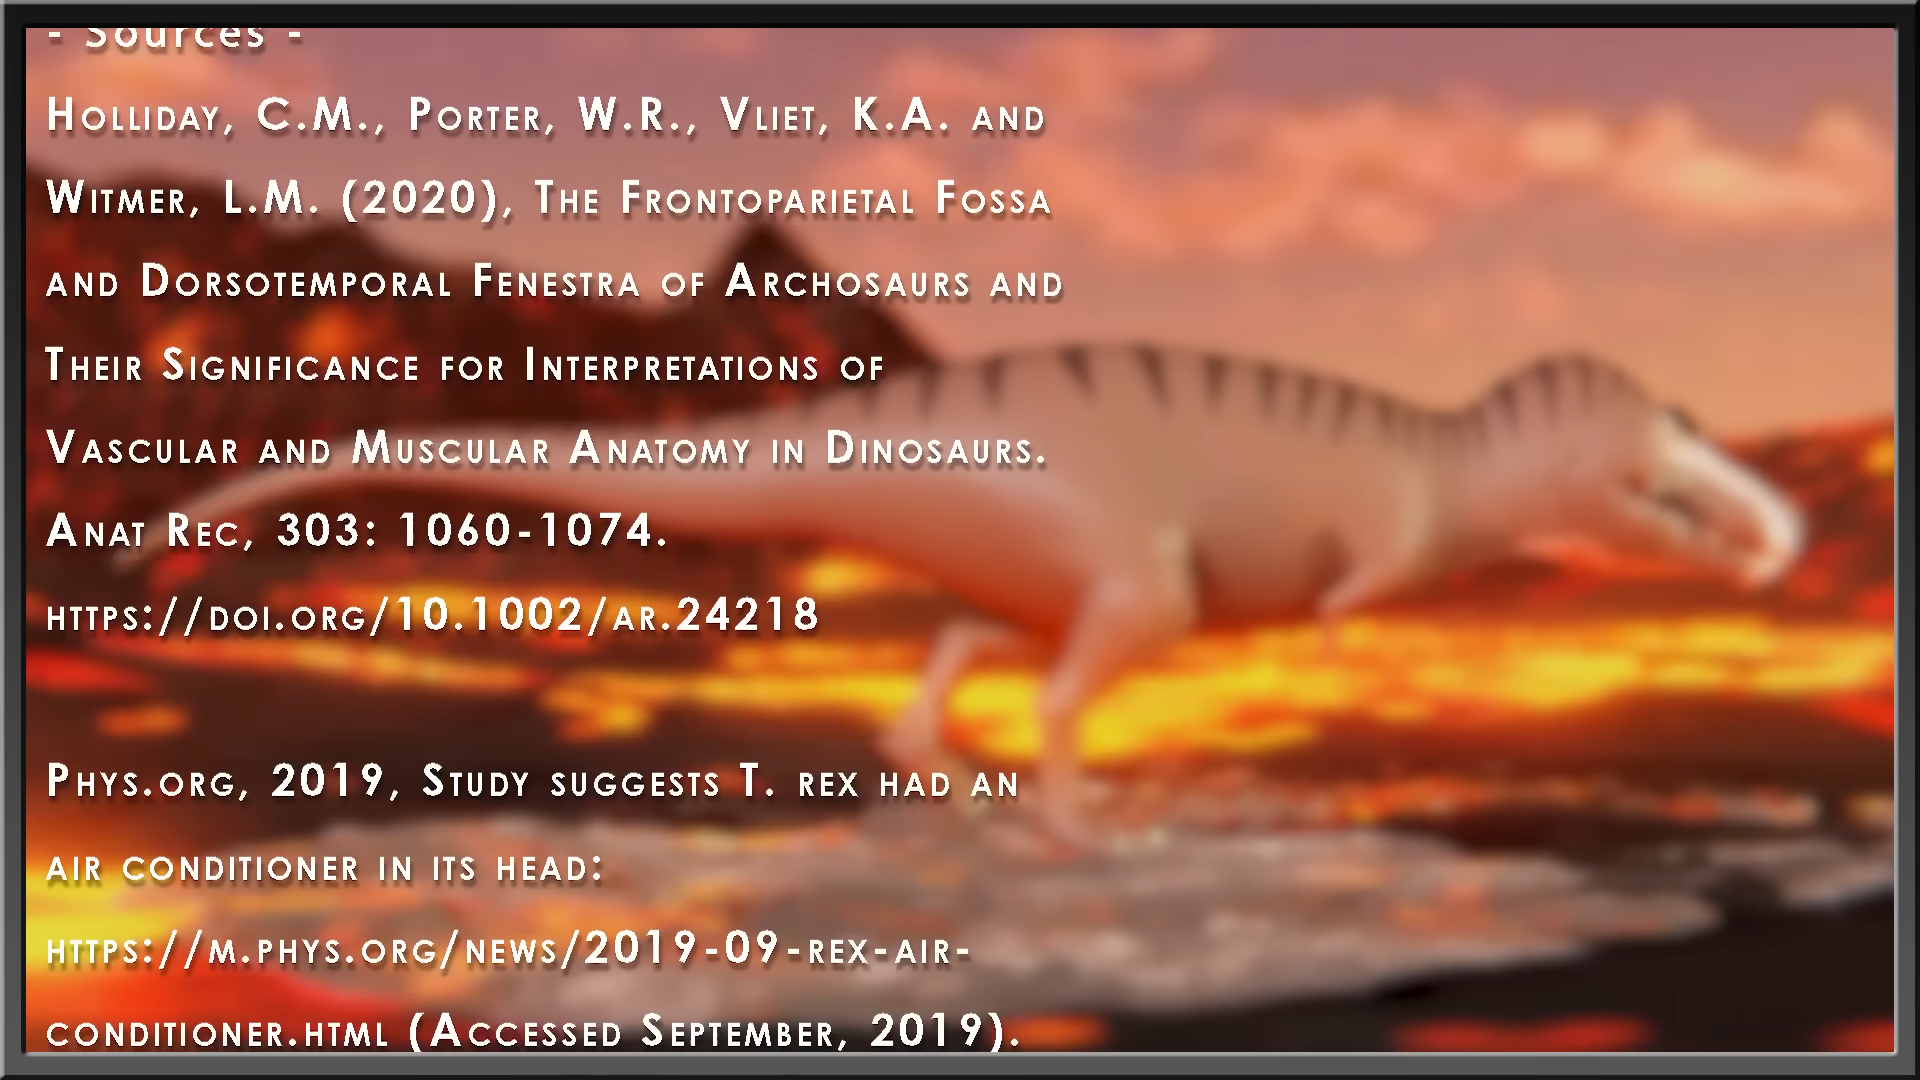 - Sources -
Holliday, C.M., Porter, W.R., Vliet, K.A. and
Witmer, L.M. (2020), The Frontoparietal Fossa
and Dorsotemporal Fenestra of Archosaurs and
Their Significance for Interpretations of
Vascular and Muscular Anatomy in Dinosaurs.
Anat Rec, 303: 1060-1074.
https://doi.org/10.1002/ar.24218
Phys.org, 2019, Study suggests T. rex had an
air conditioner in its head:
https://m.phys.org/news/2019-09-rex-air-
conditioner.html (Accessed September, 2019).